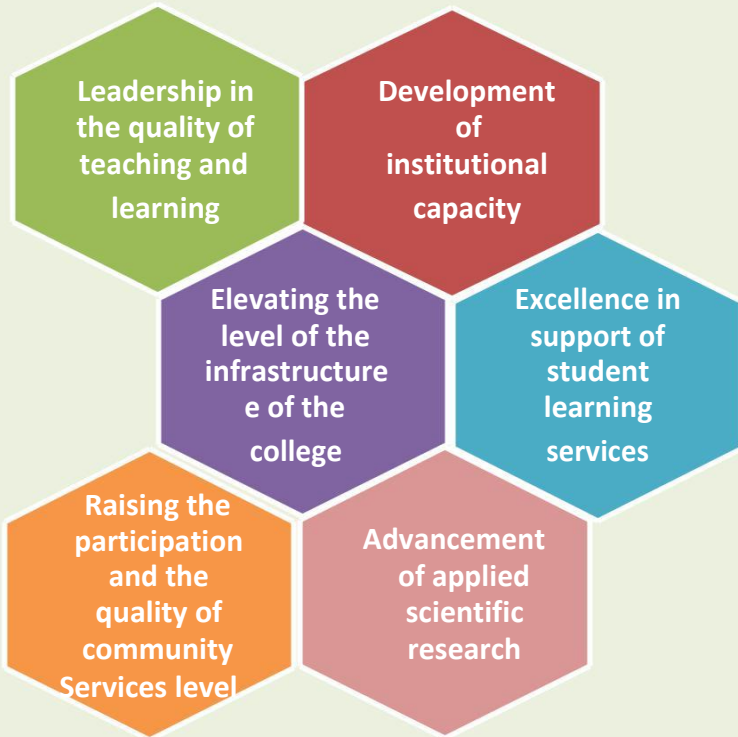 Leadership in
the quality of
teaching and
learning
Development
of
institutional
capacity
Elevating the
level of the
infrastructure
e of the
college
Excellence in
support of
student
learning
services
Raising the
participation
and the
quality of
community
Services level
Advancement
of applied
scientific
research